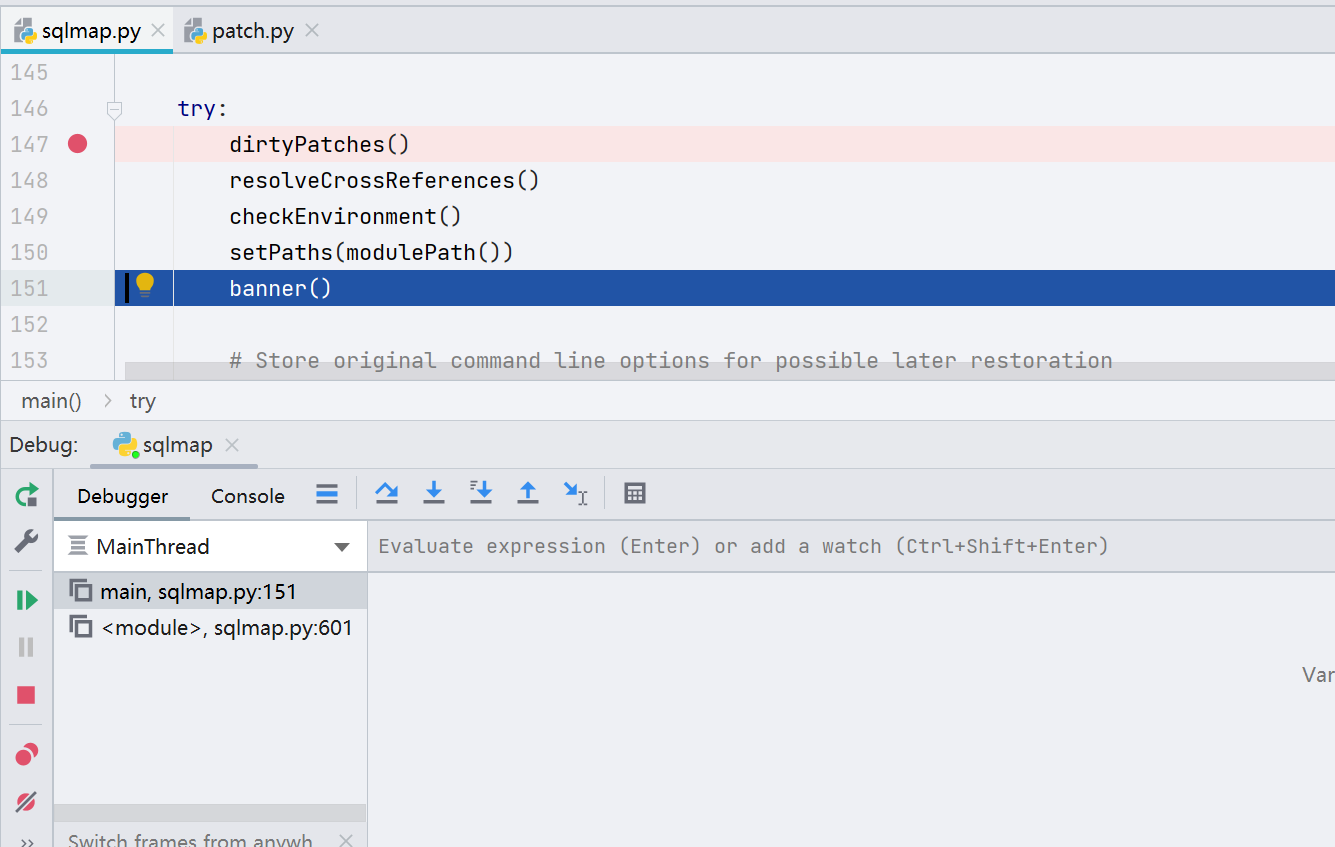 sqlmap.py
patch.py
145
146 try:
147 dirtyPatches()
148 resolveCrossReferences()
149 checkEnvironment()
150 setPaths(modulePath())
151 banner()
152
153 # Store original command line options for possible later restoration
main() > try
Debug: sqlmap
Debugger Console
MainThread
Evaluate expression (Enter) or add a watch (Ctrl+Shift+Enter)
main, sqlmap.py:151
<module>, sqlmap.py:601
Var
Switch frames from anywh